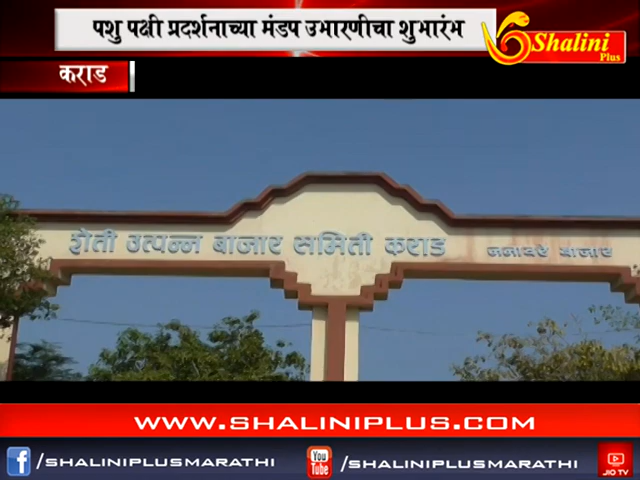 पशु पक्षी प्रदर्शनाच्या मंडप उभारणीचा शुभारंभ
Shalini
Plus
कराड
शेती उत्पन्न बाजार समिती कराड जनावरे बाजार
WWW.SHALINIPLUS.COM
f /SHALINIPLUSMARATHI You Tube /SHALINIPLUSMARATHI JIO TV